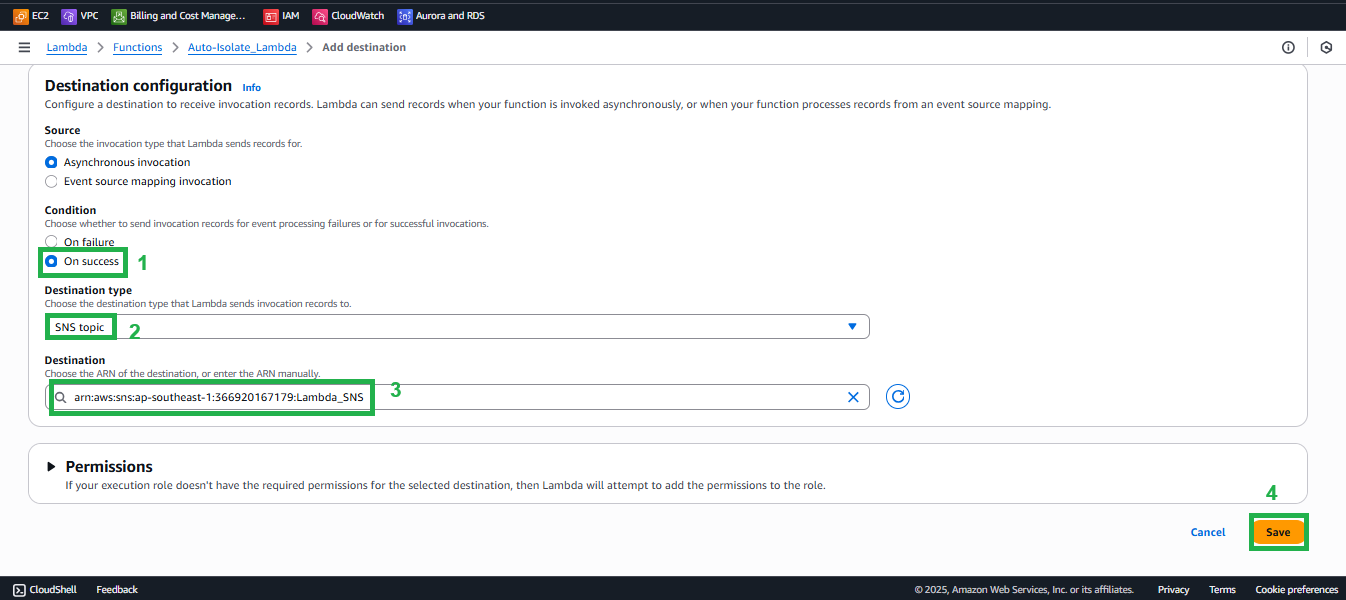 EC2 VPC Billing and Cost Manage... IAM CloudWatch Aurora and RDS
Lambda > Functions > Auto-Isolate_Lambda > Add destination
Destination configuration Info
Configure a destination to receive invocation records. Lambda can send records when your function is invoked asynchronously, or when your function processes records from an event source mapping.
Source
Choose the invocation type that Lambda sends records for.
Asynchronous invocation
Event source mapping invocation
Condition
Choose whether to send invocation records for event processing failures or for successful invocations.
On failure
On success 1
Destination type
Choose the destination type that Lambda sends invocation records to.
SNS topic 2
Destination
Choose the ARN of the destination, or enter the ARN manually.
arn:aws:sns:ap-southeast-1:366920167179:Lambda_SNS 3
Permissions
If your execution role doesn't have the required permissions for the selected destination, then Lambda will attempt to add the permissions to the role.
4
Cancel Save
CloudShell Feedback © 2025, Amazon Web Services, Inc. or its affiliates. Privacy Terms Cookie preferences